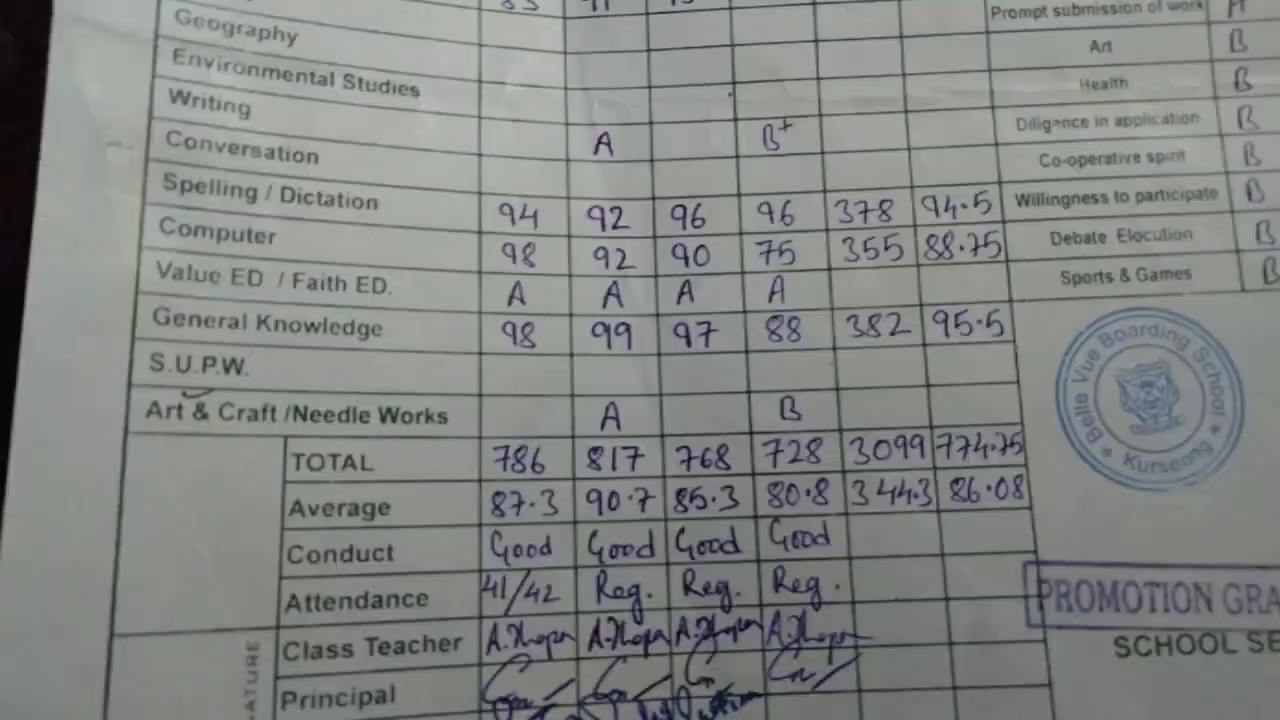 Geography
Environmental Studies
Writing
Conversation A B+
Spelling / Dictation 94 92 96 96 378 94.5
Computer 98 92 90 75 355 88.75
Value ED / Faith ED. A A A A
General Knowledge 98 99 97 88 382 95.5
S.U.P.W.
Art & Craft /Needle Works A B
TOTAL 786 817 768 728 3099 774.75
Average 87.3 90.7 85.3 80.8 344.3 86.08
Conduct Good Good Good Good
Attendance 41/42 Reg. Reg. Reg.
Class Teacher
Principal
Prompt submission of work
Art B
Health B
Diligence in application B
Co-operative spirit B
Willingness to participate B
Debate Elocution B
Sports & Games B
Belle Vue Boarding School
Kurseong
PROMOTION GRA
SCHOOL SE
ATURE